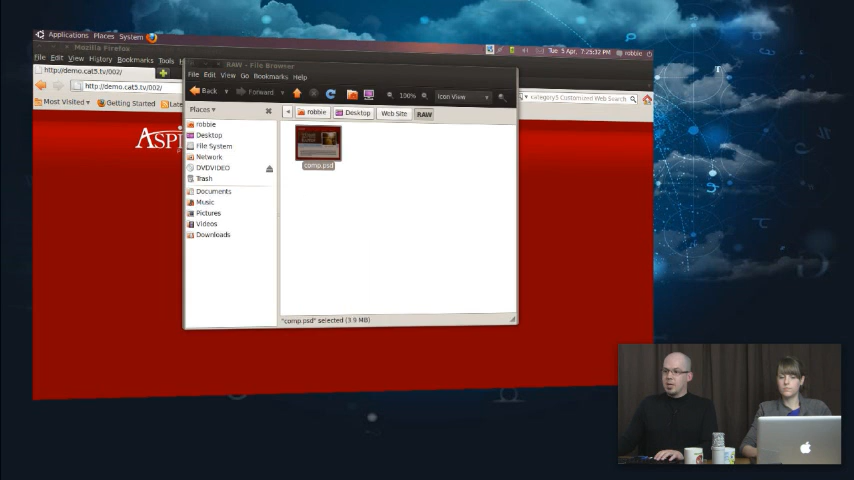 Applications Places System
Tue 5 Apr, 7:25:32 PM robbie
Mozilla Firefox
File Edit View History Bookmarks Tools
http://demo.cat5.tv/002/
http://demo.cat5.tv/002/
category5 Customized Web Search
Most Visited Getting Started Late
ASPI
RAW - File Browser
File Edit View Go Bookmarks Help
Back Forward 100% Icon View
Places robbie Desktop Web Site RAW
robbie
Desktop
File System
Network
DVDVIDEO
Trash
Documents
Music
Pictures
Videos
Downloads
comp.psd
"comp.psd" selected (3.9 MB)